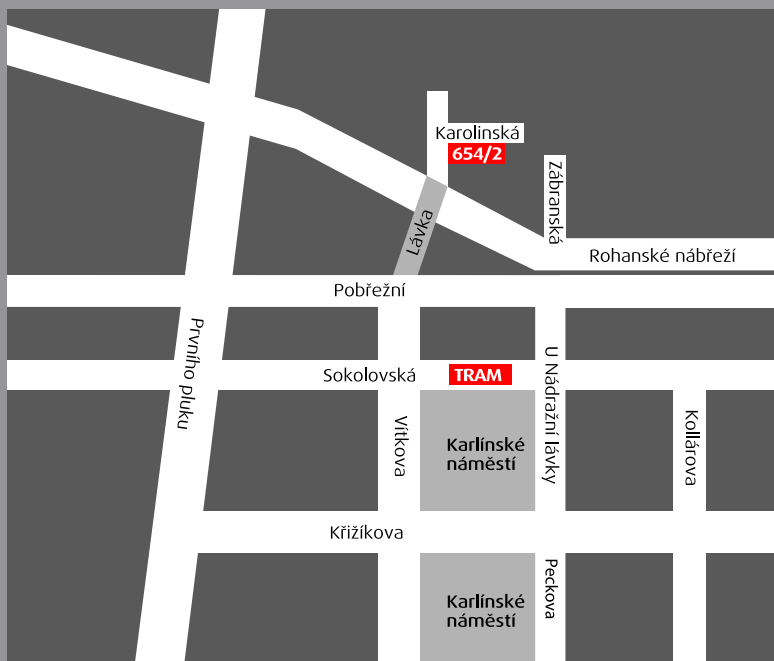 Karolinská
654/2
Zábranská
Lávka
Rohanské nábřeží
Pobřežní
Prvního pluku
Sokolovská
TRAM
U Nádražní lávky
Vítkova
Karlínské
náměstí
Kollárova
Křižíkova
Peckova
Karlínské
náměstí